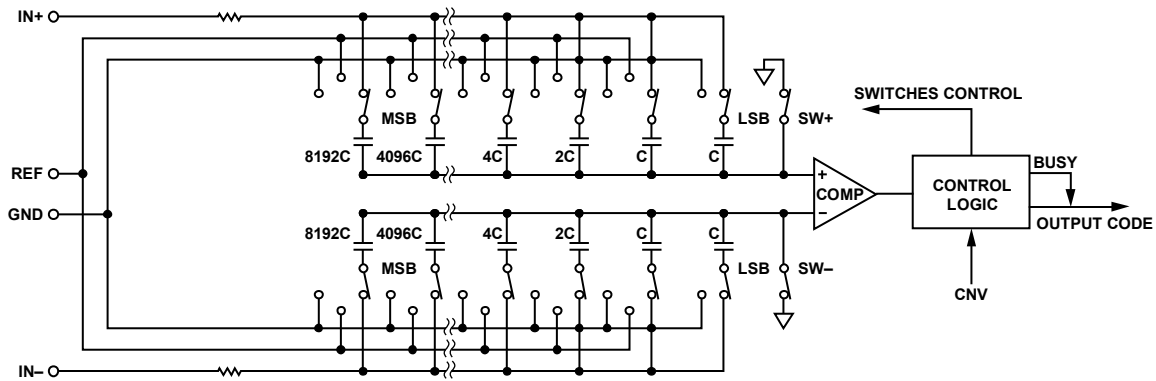 IN+
SWITCHES CONTROL
MSB
LSB
SW+
8192C 4096C 4C 2C C C
BUSY
REF
+
COMP
–
CONTROL
LOGIC
GND
OUTPUT CODE
8192C 4096C 4C 2C C C
MSB
LSB
SW–
CNV
IN–